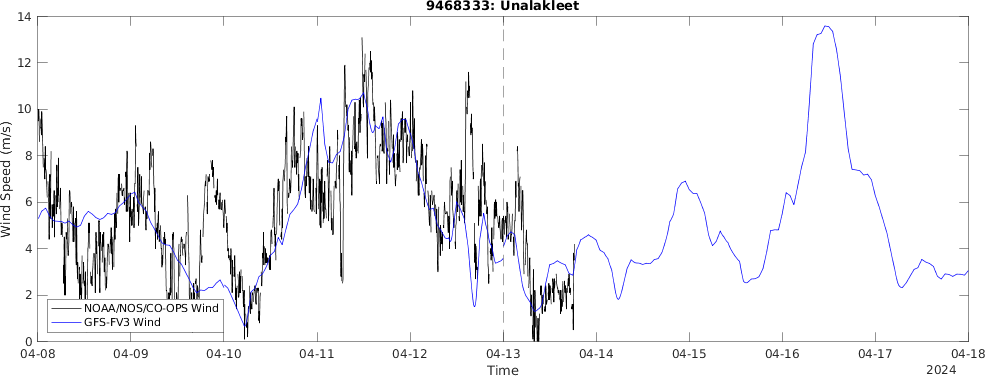 9468333: Unalakleet
14
12
10
8
6
4
2
0
Wind Speed (m/s)
NOAA/NOS/CO-OPS Wind
GFS-FV3 Wind
04-08 04-09 04-10 04-11 04-12 04-13 04-14 04-15 04-16 04-17 04-18
Time
2024